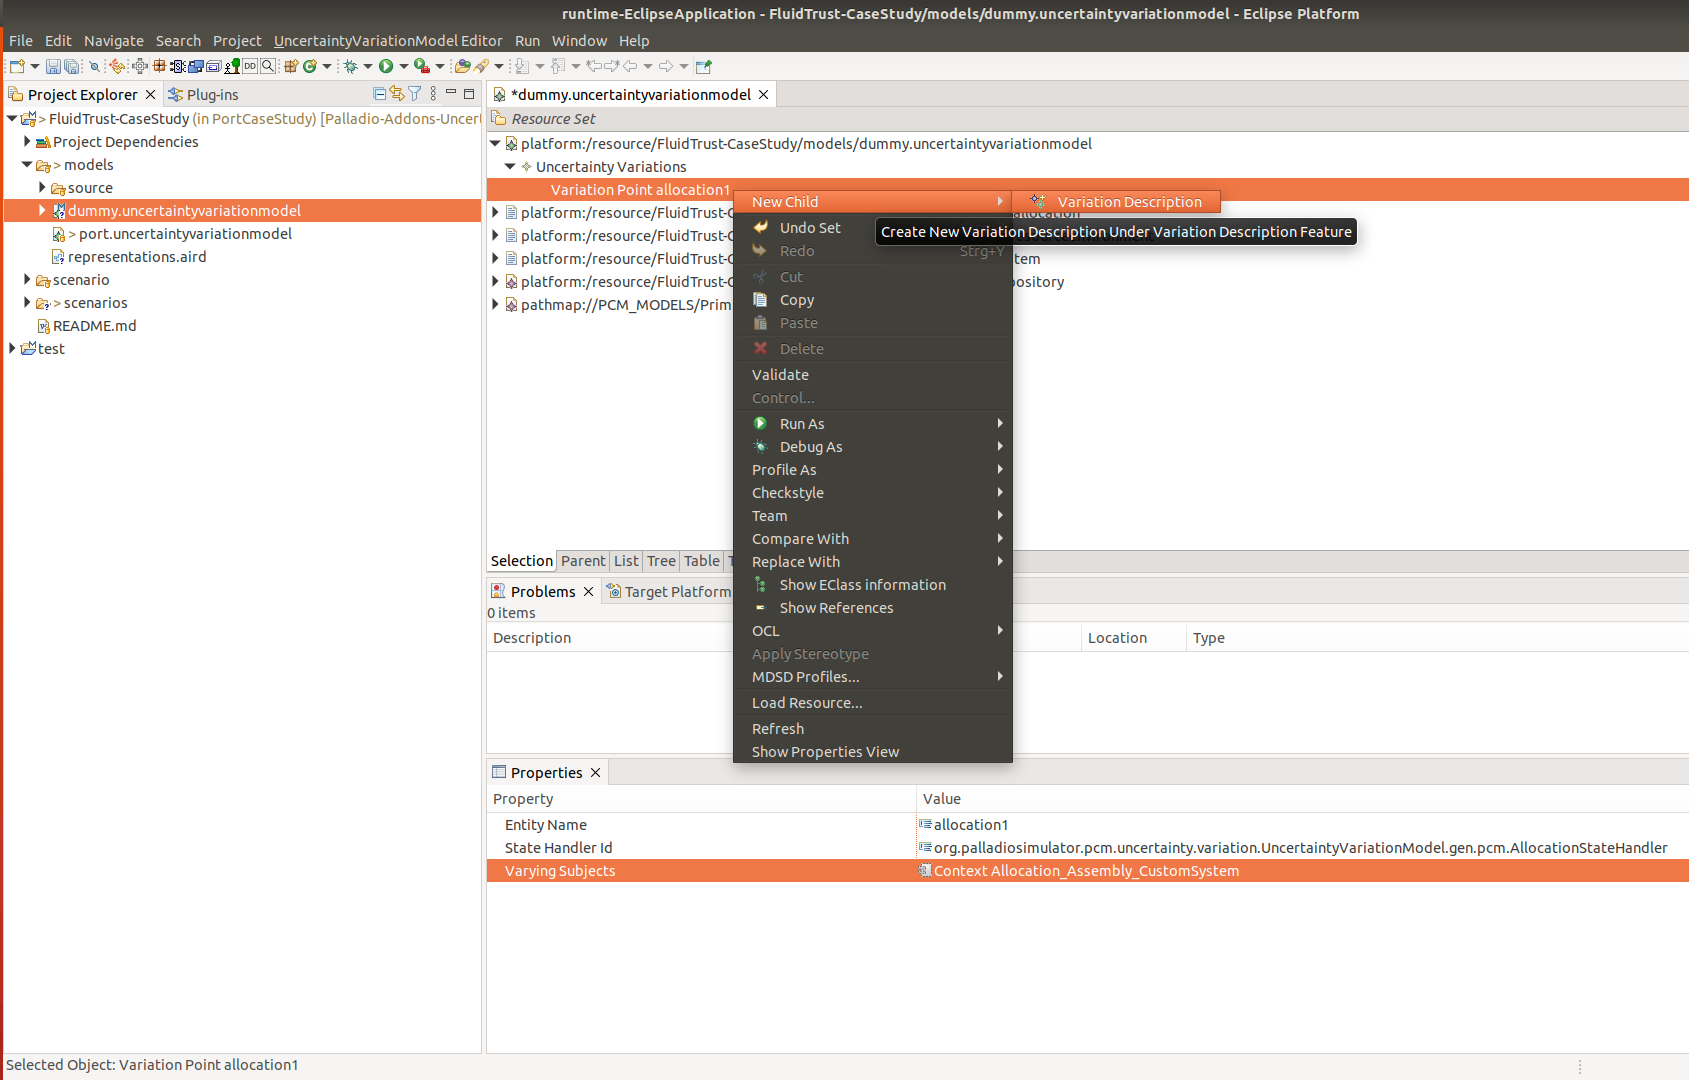 runtime-EclipseApplication - FluidTrust-CaseStudy/models/dummy.uncertaintyvariationmodel - Eclipse Platform
File Edit Navigate Search Project UncertaintyVariationModel Editor Run Window Help
Project Explorer Plug-ins
> FluidTrust-CaseStudy (in PortCaseStudy) [Palladio-Addons-Uncert
Project Dependencies
> models
source
dummy.uncertaintyvariationmodel
> port.uncertaintyvariationmodel
representations.aird
scenario
> scenarios
README.md
test
*dummy.uncertaintyvariationmodel
Resource Set
platform:/resource/FluidTrust-CaseStudy/models/dummy.uncertaintyvariationmodel
Uncertainty Variations
Variation Point allocation1
platform:/resource/FluidTrust-C
platform:/resource/FluidTrust-C
platform:/resource/FluidTrust-C tem
platform:/resource/FluidTrust-C pository
pathmap://PCM_MODELS/Prim
New Child
Variation Description
Create New Variation Description Under Variation Description Feature
Undo Set
Redo Strg+Y
Cut
Copy
Paste
Delete
Validate
Control...
Run As
Debug As
Profile As
Checkstyle
Team
Compare With
Replace With
Show EClass information
Show References
OCL
Apply Stereotype
MDSD Profiles...
Load Resource...
Refresh
Show Properties View
Selection Parent List Tree Table T
Problems Target Platform
0 items
Description Location Type
Properties
Property Value
Entity Name allocation1
State Handler Id org.palladiosimulator.pcm.uncertainty.variation.UncertaintyVariationModel.gen.pcm.AllocationStateHandler
Varying Subjects Context Allocation_Assembly_CustomSystem
Selected Object: Variation Point allocation1